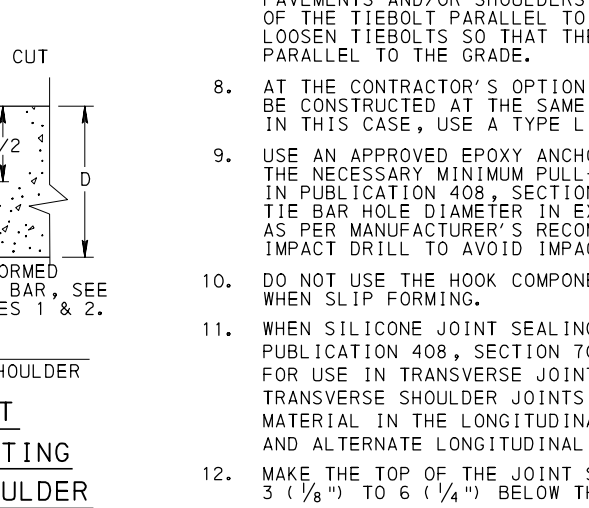 CUT
/2
D
ORMED
BAR, SEE
ES 1 & 2.
HOULDER
T
TING
ULDER
PAVEMENTS AND/OR SHOULDERS
OF THE TIEBOLT PARALLEL TO
LOOSEN TIEBOLTS SO THAT THE
PARALLEL TO THE GRADE.
8. AT THE CONTRACTOR'S OPTION
BE CONSTRUCTED AT THE SAME
IN THIS CASE, USE A TYPE L
9. USE AN APPROVED EPOXY ANCHO
THE NECESSARY MINIMUM PULL-
IN PUBLICATION 408, SECTION
TIE BAR HOLE DIAMETER IN EX
AS PER MANUFACTURER'S RECOM
IMPACT DRILL TO AVOID IMPAC
10. DO NOT USE THE HOOK COMPONE
WHEN SLIP FORMING.
11. WHEN SILICONE JOINT SEALING
PUBLICATION 408, SECTION 70
FOR USE IN TRANSVERSE JOINT
TRANSVERSE SHOULDER JOINTS
MATERIAL IN THE LONGITUDINA
AND ALTERNATE LONGITUDINAL
12. MAKE THE TOP OF THE JOINT S
3 (1/8") TO 6 (1/4") BELOW TH